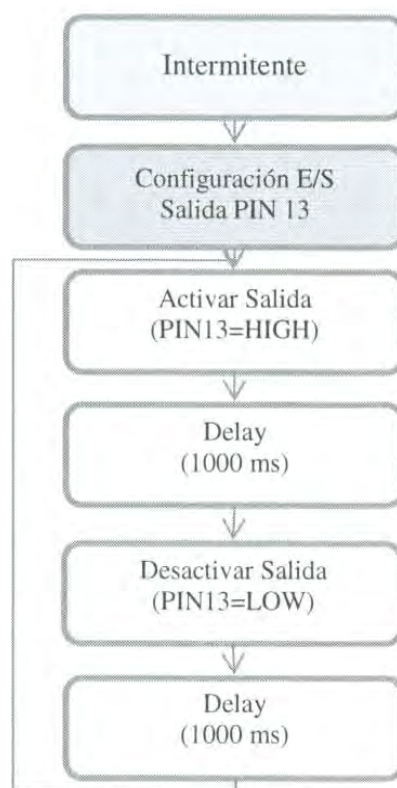 Intermitente
Configuración E/S
Salida PIN 13
Activar Salida
(PIN13=HIGH)
Delay
(1000 ms)
Desactivar Salida
(PIN13=LOW)
Delay
(1000 ms)